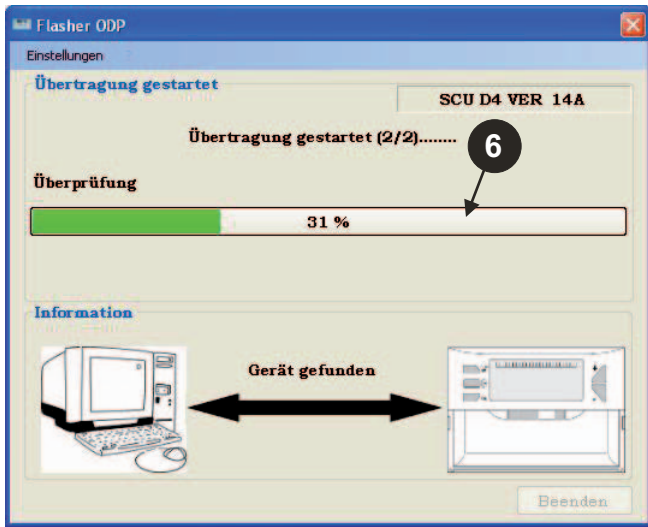 Flasher ODP
Einstellungen
Übertragung gestartet
SCU D4 VER 14A
Übertragung gestartet (2/2)........
6
Überprüfung
31 %
Information
Gerät gefunden
Beenden